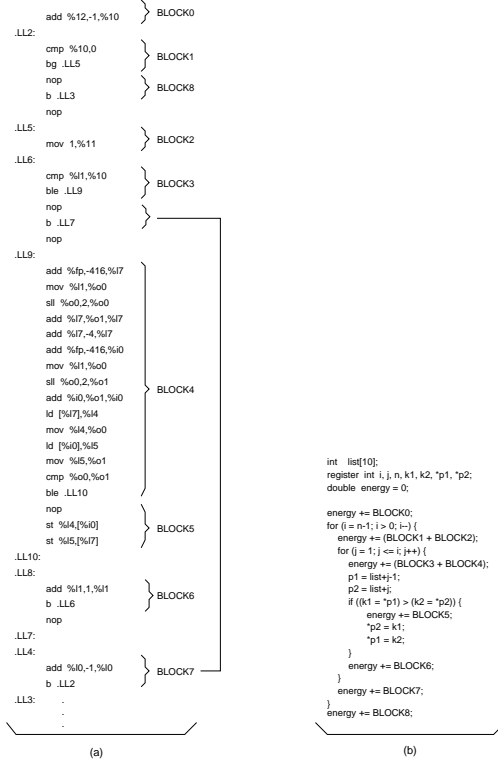 add %12,-1,%10
BLOCK0
.LL2:
cmp %10,0
bg .LL5
BLOCK1
nop
b .LL3
BLOCK8
nop
.LL5:
mov 1,%11
BLOCK2
.LL6:
cmp %l1,%10
ble .LL9
BLOCK3
nop
b .LL7
nop
.LL9:
add %fp,-416,%l7
mov %l1,%o0
sll %o0,2,%o0
add %l7,%o1,%l7
add %l7,-4,%l7
add %fp,-416,%i0
mov %l1,%o0
sll %o0,2,%o1
add %i0,%o1,%i0
ld [%l7],%l4
mov %l4,%o0
ld [%i0],%l5
mov %l5,%o1
cmp %o0,%o1
ble .LL10
BLOCK4
nop
st %l4,[%i0]
st %l5,[%l7]
BLOCK5
.LL10:
.LL8:
add %l1,1,%l1
b .LL6
BLOCK6
nop
.LL7:
.LL4:
add %l0,-1,%l0
b .LL2
BLOCK7
.LL3: .
.
.
(a)
int list[10];
register int i, j, n, k1, k2, *p1, *p2;
double energy = 0;
energy += BLOCK0;
for (i = n-1; i > 0; i--) {
energy += (BLOCK1 + BLOCK2);
for (j = 1; j <= i; j++) {
energy += (BLOCK3 + BLOCK4);
p1 = list+j-1;
p2 = list+j;
if ((k1 = *p1) > (k2 = *p2)) {
energy += BLOCK5;
*p2 = k1;
*p1 = k2;
}
energy += BLOCK6;
}
energy += BLOCK7;
}
energy += BLOCK8;
(b)